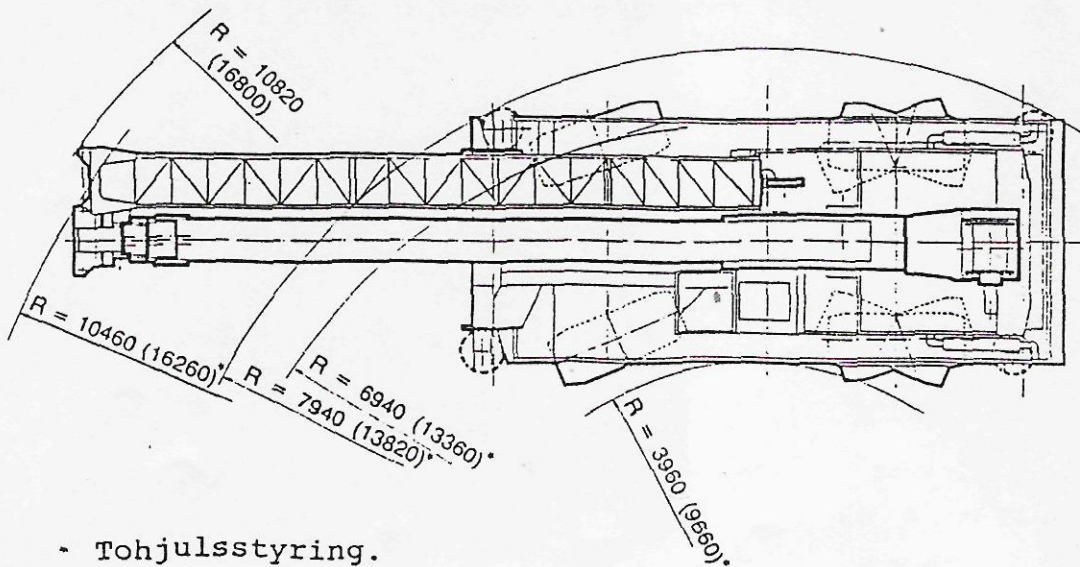 R = 10820
(16800)
R = 10460 (16260)*
R = 7940 (13820)*
R = 6940 (13360)*
R = 3960 (9660)*
* Tohjulsstyring.